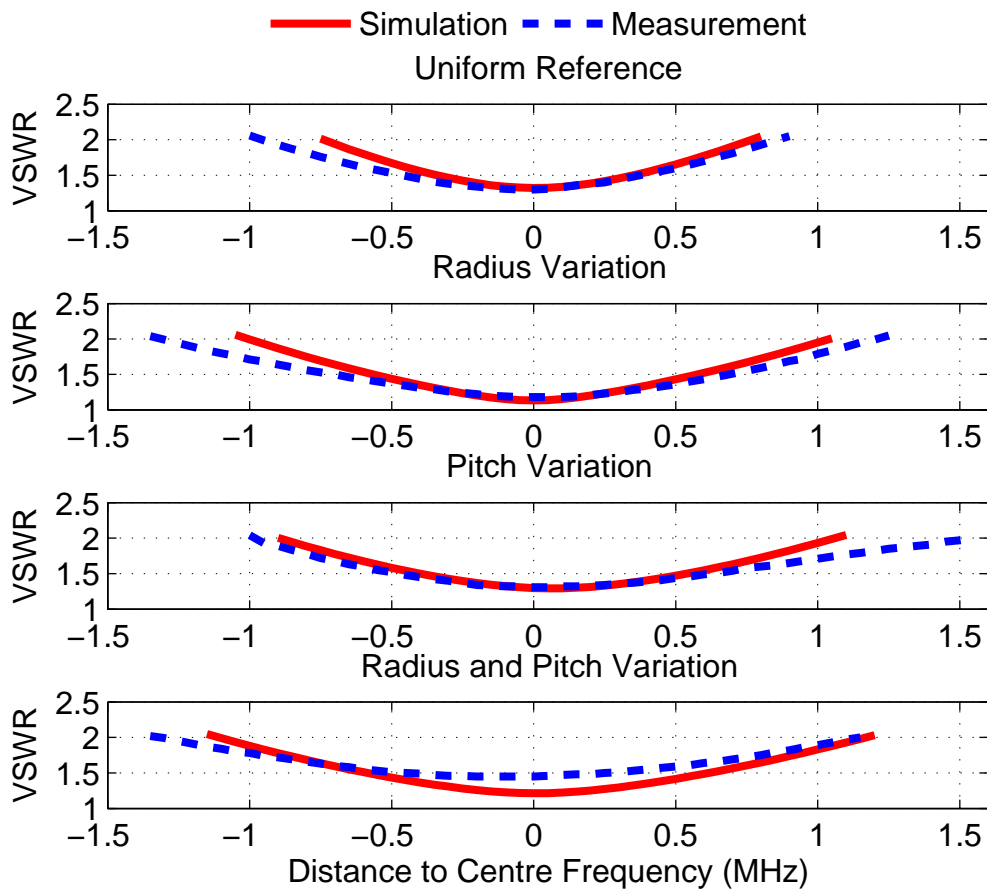 Simulation Measurement
Uniform Reference
2.5
2
1.5
1
VSWR
−1.5 −1 −0.5 0 0.5 1 1.5
Radius Variation
2.5
2
1.5
1
VSWR
−1.5 −1 −0.5 0 0.5 1 1.5
Pitch Variation
2.5
2
1.5
1
VSWR
−1.5 −1 −0.5 0 0.5 1 1.5
Radius and Pitch Variation
2.5
2
1.5
1
VSWR
−1.5 −1 −0.5 0 0.5 1 1.5
Distance to Centre Frequency (MHz)